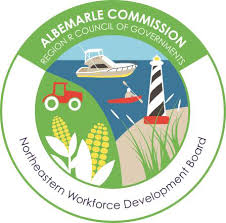 ALBEMARLE COMMISSION
REGION R COUNCIL OF GOVERNMENTS
Northeastern Workforce Development Board